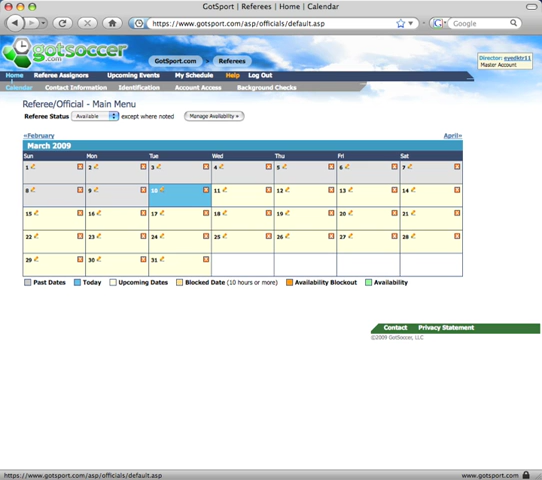 GotSport | Referees | Home | Calendar
https://www.gotsport.com/asp/officials/default.asp
Google
gotsoccer
.com
GotSport.com » Referees
Director: eyedktr11
Master Account
Home Referee Assignors Upcoming Events My Schedule Help Log Out
Calendar Contact Information Identification Account Access Background Checks
Referee/Official - Main Menu
Referee Status Available except where noted Manage Availability »
«February April»
March 2009
Sun Mon Tue Wed Thu Fri Sat
1 2 3 4 5 6 7
8 9 10 11 12 13 14
15 16 17 18 19 20 21
22 23 24 25 26 27 28
29 30 31
Past Dates Today Upcoming Dates Blocked Date (10 hours or more) Availability Blockout Availability
Contact Privacy Statement
©2009 GotSoccer, LLC
https://www.gotsport.com/asp/officials/default.asp www.gotsport.com